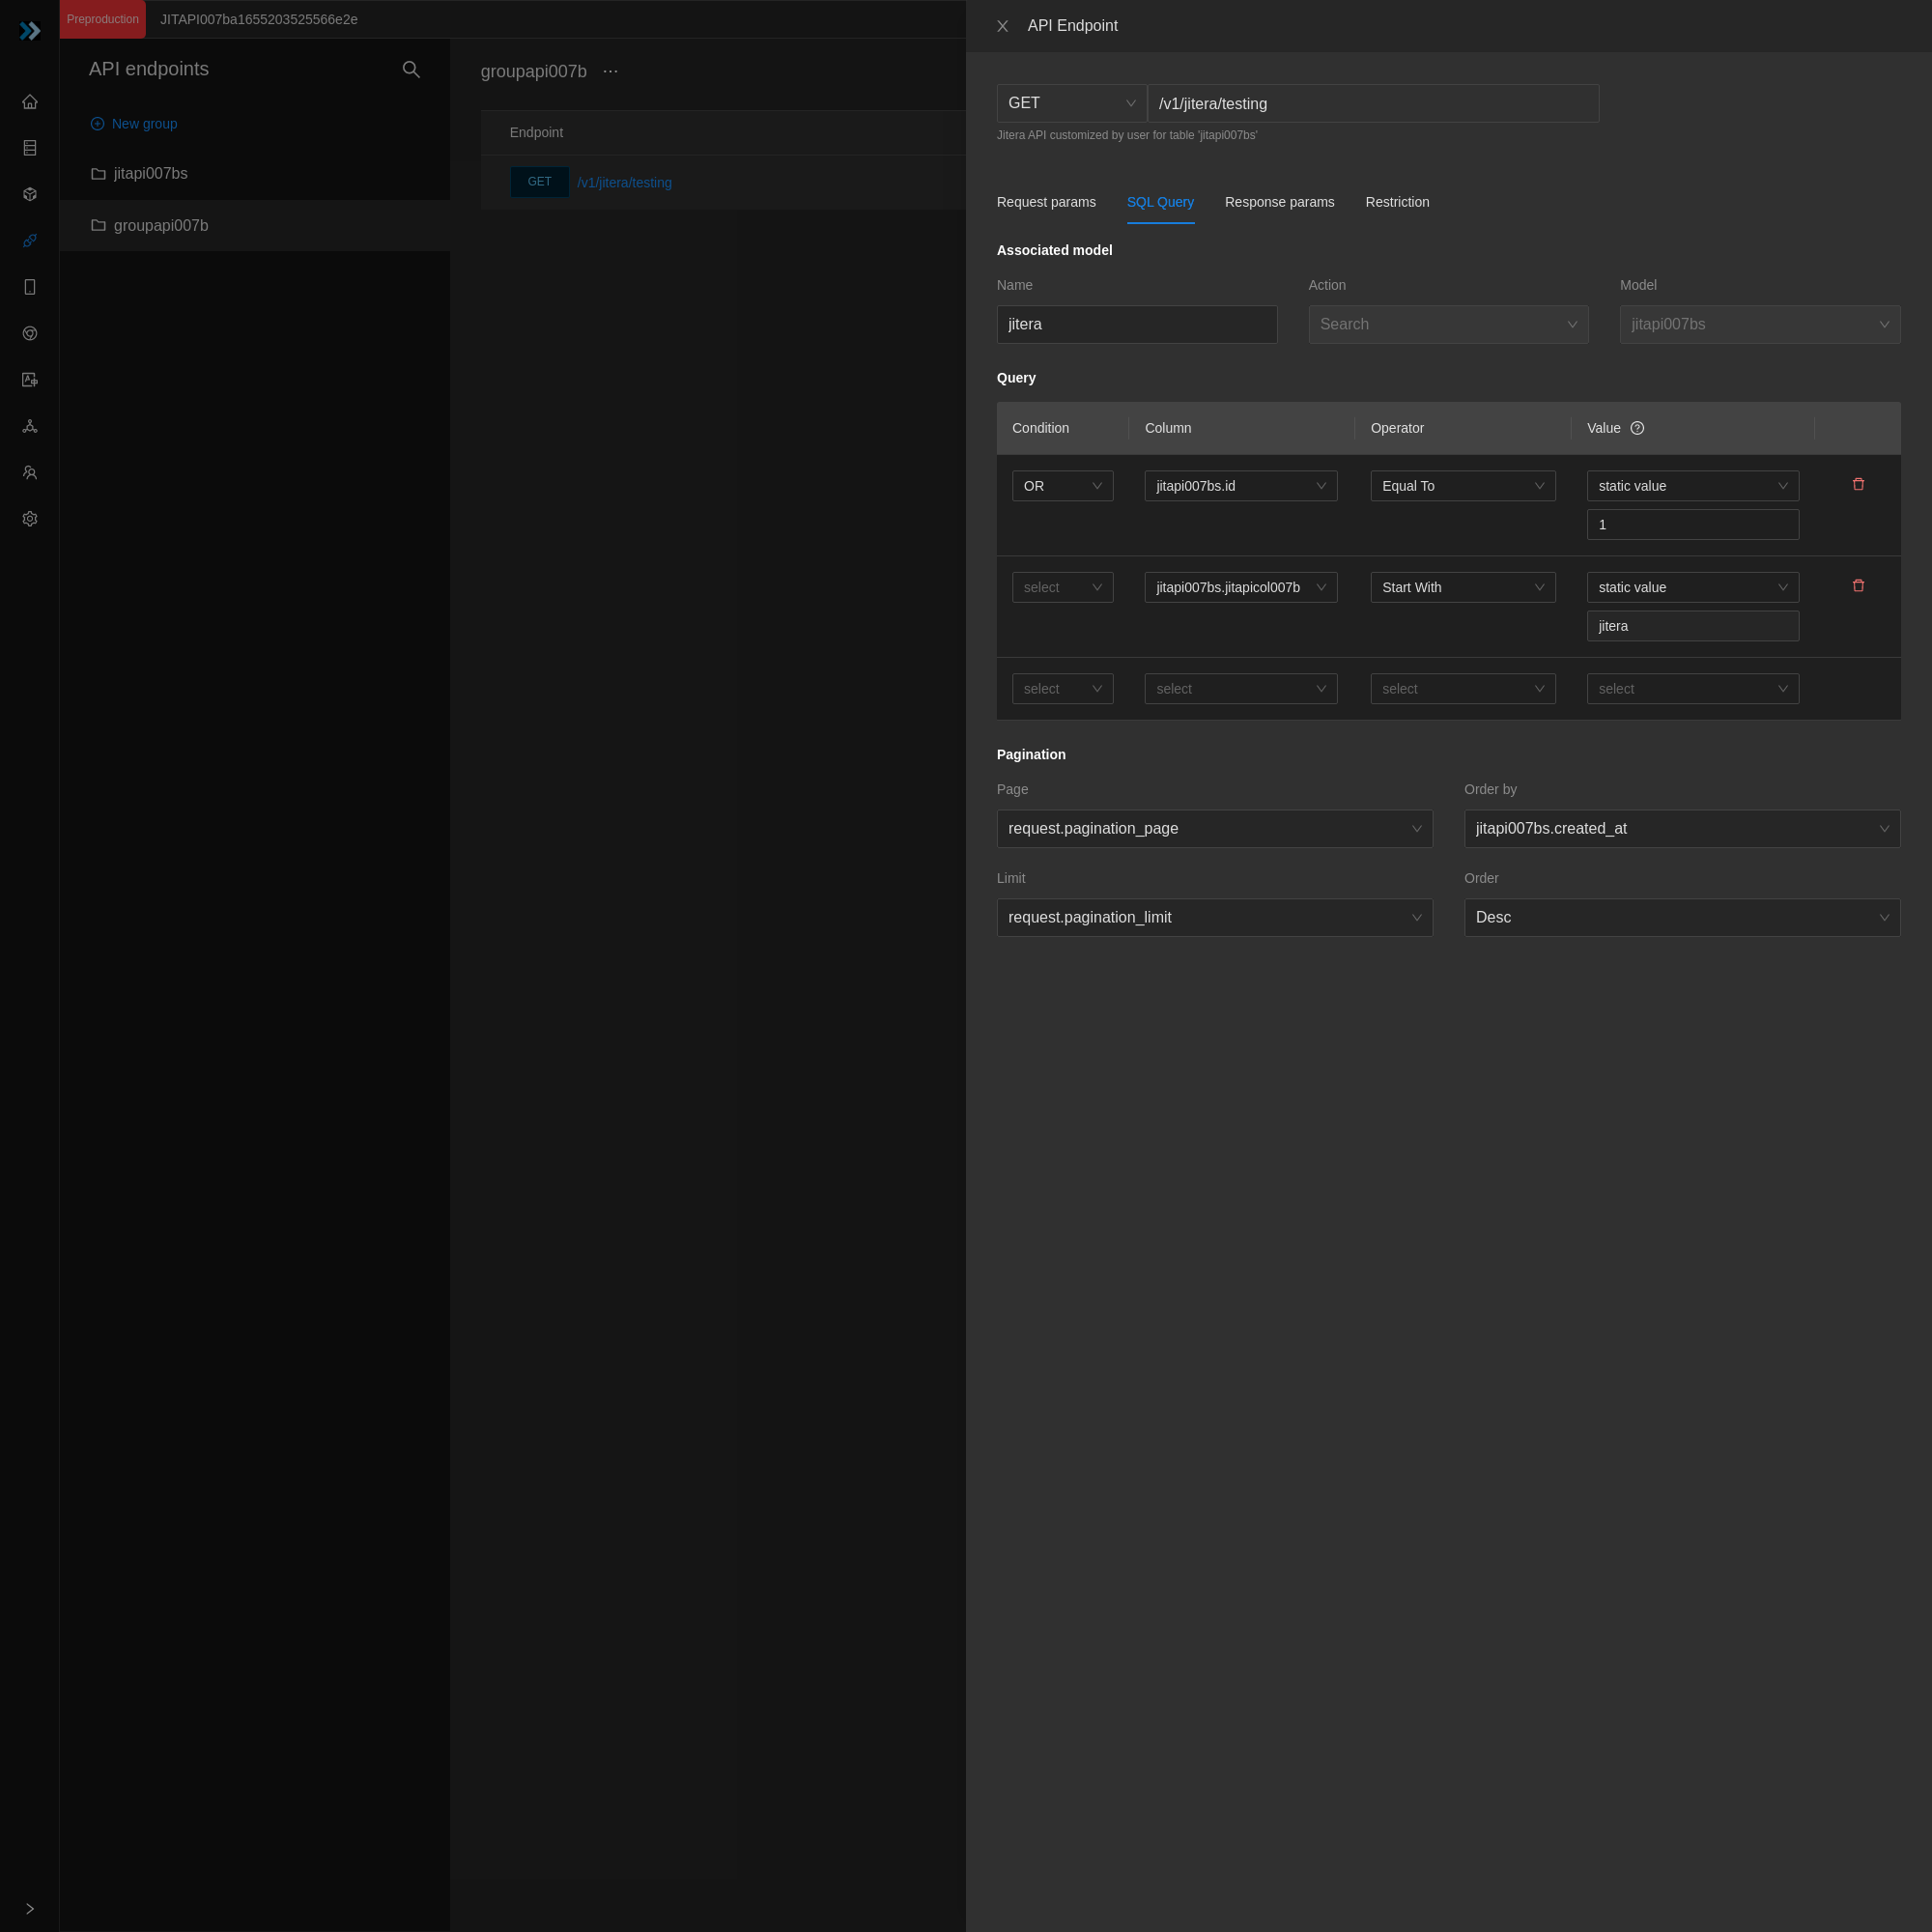 Preproduction
JITAPI007ba1655203525566e2e
API endpoints
New group
jitapi007bs
groupapi007b
groupapi007b ...
Endpoint
GET /v1/jitera/testing
API Endpoint
GET /v1/jitera/testing
Jitera API customized by user for table 'jitapi007bs'
Request params SQL Query Response params Restriction
Associated model
Name Action Model
jitera Search jitapi007bs
Query
Condition Column Operator Value
OR jitapi007bs.id Equal To static value
1
select jitapi007bs.jitapicol007b Start With static value
jitera
select select select select
Pagination
Page Order by
request.pagination_page jitapi007bs.created_at
Limit Order
request.pagination_limit Desc